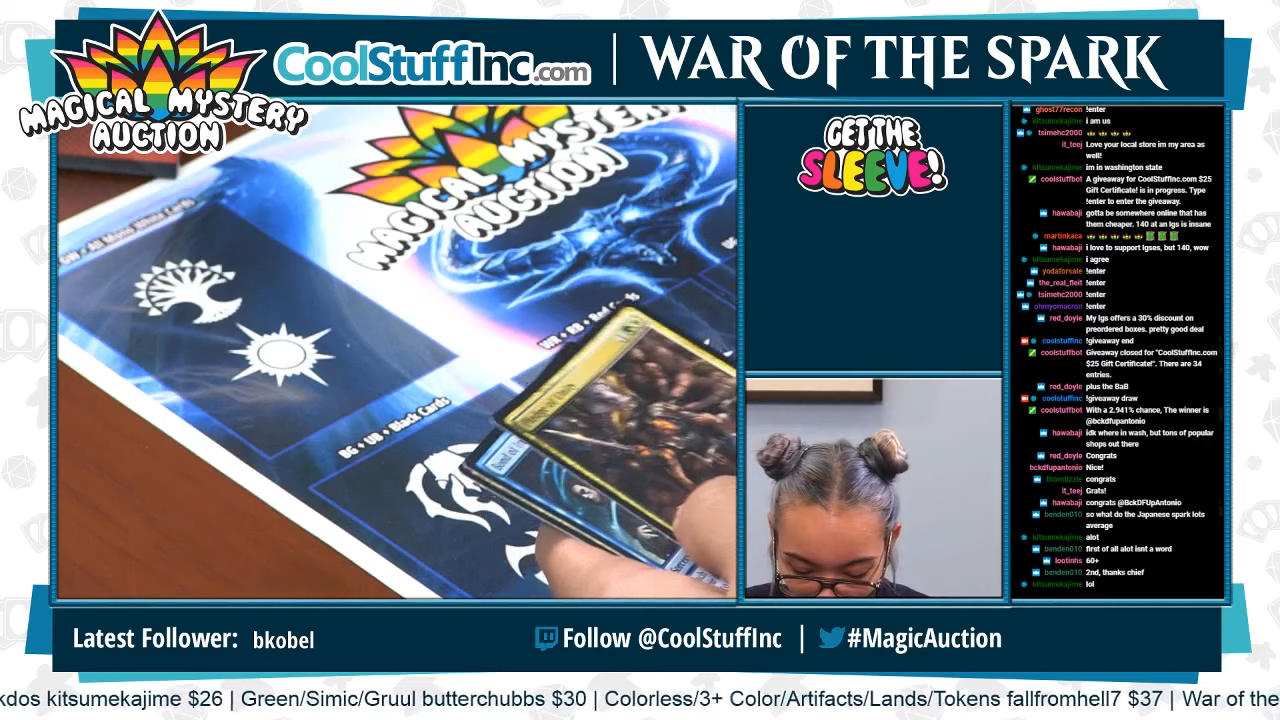 MAGICAL MYSTERY
AUCTION
CoolStuffInc.com
WAR OF THE SPARK
MAGICAL MYSTERY
AUCTION
BG + UB + Black Cards
GET THE
SLEEVE!
ghost77recon !enter
kitsumekajime i am us
tsimehc2000
it_teej Love your local store im my area as
well!
kitsumekajime im in washington state
coolstuffbot A giveaway for CoolStuffInc.com $25
Gift Certificate! is in progress. Type
!enter to enter the giveaway.
hawabaji gotta be somewhere online that has
them cheaper. 140 at an lgs is insane
martinkaca
hawabaji i love to support lgses, but 140, wow
kitsumekajime i agree
yodaforsale !enter
the_real_fleit !enter
tsimehc2000 !enter
ohmyomacron !enter
red_doyle My lgs offers a 30% discount on
preordered boxes. pretty good deal
coolstuffinc !giveaway end
coolstuffbot Giveaway closed for "CoolStuffInc.com
$25 Gift Certificate!". There are 34
entries.
red_doyle plus the BaB
coolstuffinc !giveaway draw
coolstuffbot With a 2.941% chance, The winner is
@bckdfupantonio
hawabaji idk where in wash, but tons of popular
shops out there
red_doyle Congrats
bckdfupantonio Nice!
thorntizzle congrats
it_teej Grats!
hawabaji congrats @BckDFUpAntonio
benden010 so what do the Japanese spark lots
average
kitsumekajime alot
benden010 first of all alot isnt a word
lootinhs 60+
benden010 2nd, thanks chief
kitsumekajime lol
Latest Follower: bkobel
Follow @CoolStuffInc | #MagicAuction
kdos kitsumekajime $26 | Green/Simic/Gruul butterchubbs $30 | Colorless/3+ Color/Artifacts/Lands/Tokens fallfromhell7 $37 | War of the